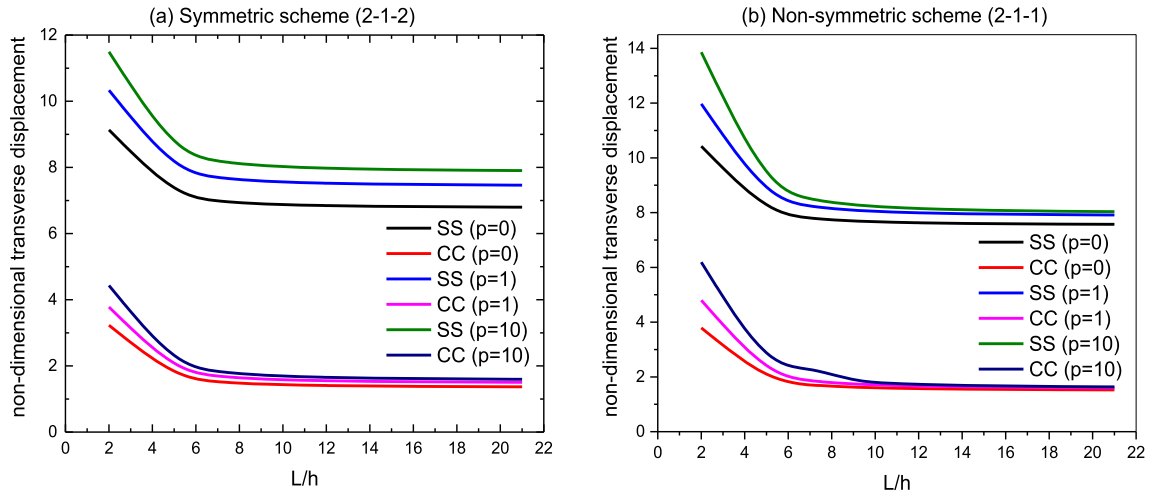 (a) Symmetric scheme (2-1-2)
non-dimensional transverse displacement
12
10
8
6
4
2
0
SS (p=0)
CC (p=0)
SS (p=1)
CC (p=1)
SS (p=10)
CC (p=10)
0 2 4 6 8 10 12 14 16 18 20 22
L/h
(b) Non-symmetric scheme (2-1-1)
non-dimensional transverse displacement
14
12
10
8
6
4
2
0
SS (p=0)
CC (p=0)
SS (p=1)
CC (p=1)
SS (p=10)
CC (p=10)
0 2 4 6 8 10 12 14 16 18 20 22
L/h